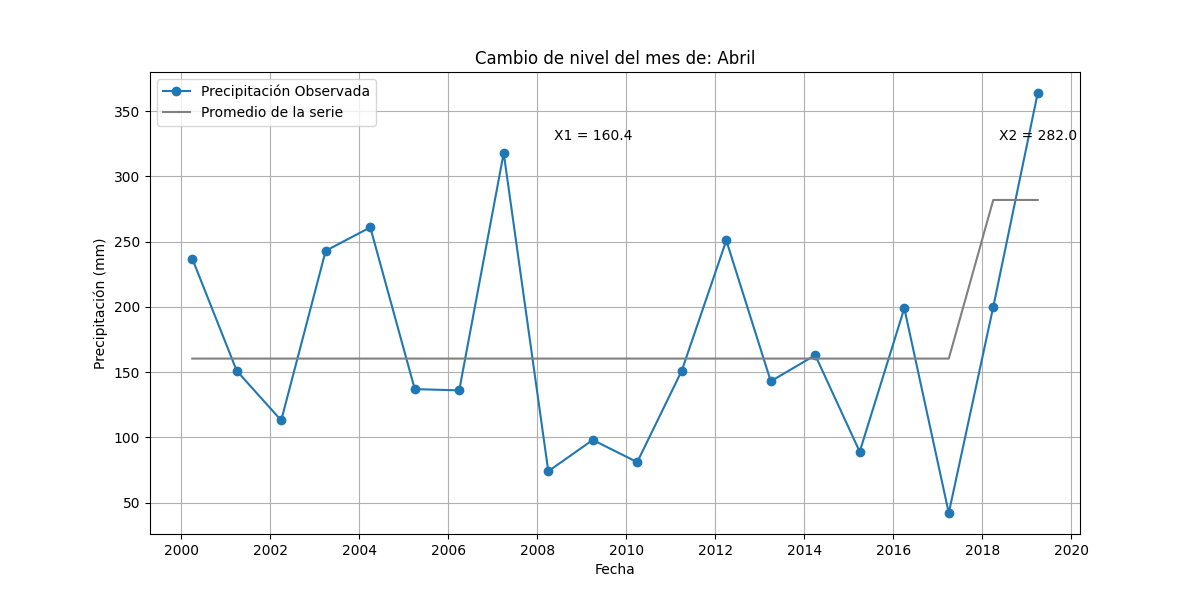 Cambio de nivel del mes de: Abril
Precipitación Observada
Promedio de la serie
X1 = 160.4
X2 = 282.0
Precipitación (mm)
350
300
250
200
150
100
50
2000 2002 2004 2006 2008 2010 2012 2014 2016 2018 2020
Fecha